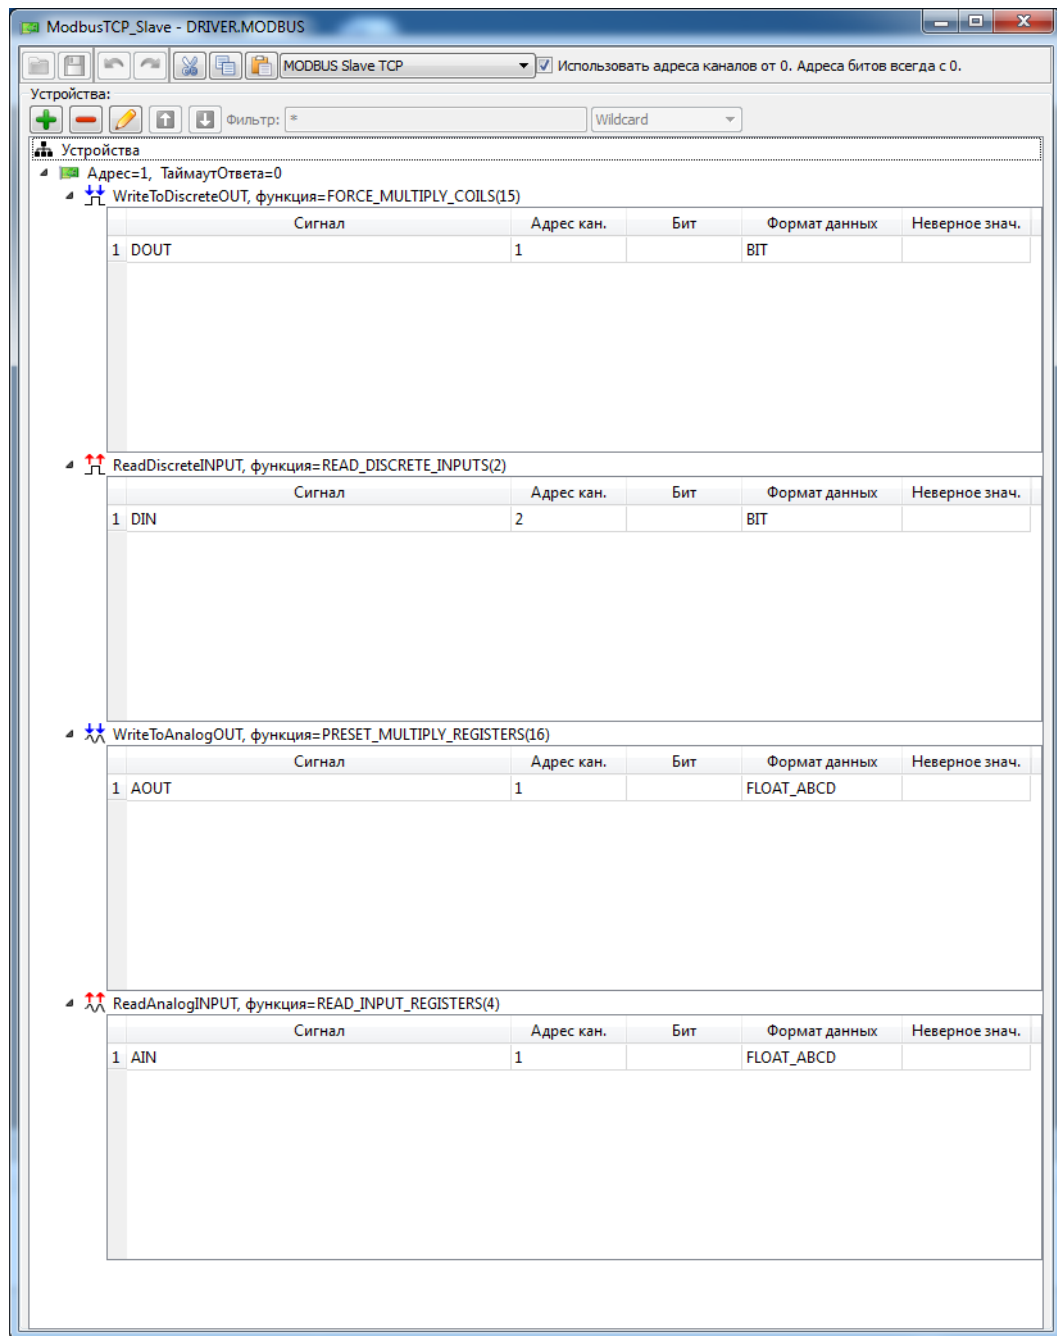 ModbusTCP_Slave - DRIVER.MODBUS
MODBUS Slave TCP Использовать адреса каналов от 0. Адреса битов всегда с 0.
Устройства:
Фильтр: * Wildcard
Устройства
Адрес=1, ТаймаутОтвета=0
WriteToDiscreteOUT, функция=FORCE_MULTIPLY_COILS(15)
Сигнал Адрес кан. Бит Формат данных Неверное знач.
1 DOUT 1 BIT
ReadDiscreteINPUT, функция=READ_DISCRETE_INPUTS(2)
Сигнал Адрес кан. Бит Формат данных Неверное знач.
1 DIN 2 BIT
WriteToAnalogOUT, функция=PRESET_MULTIPLY_REGISTERS(16)
Сигнал Адрес кан. Бит Формат данных Неверное знач.
1 AOUT 1 FLOAT_ABCD
ReadAnalogINPUT, функция=READ_INPUT_REGISTERS(4)
Сигнал Адрес кан. Бит Формат данных Неверное знач.
1 AIN 1 FLOAT_ABCD